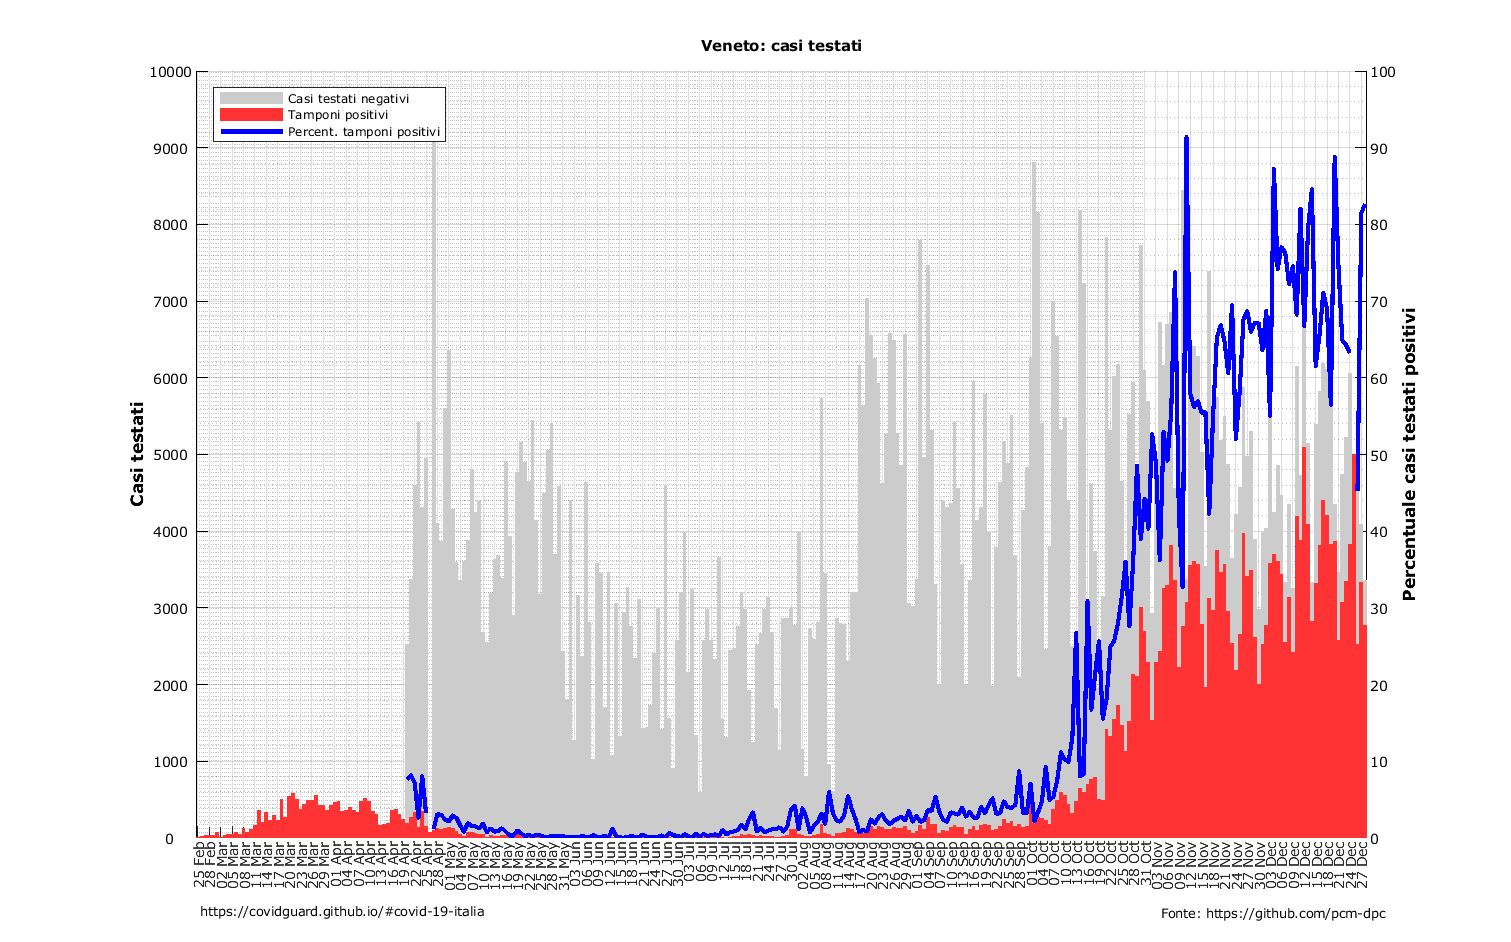 Veneto: casi testati
Casi testati negativi
Tamponi positivi
Percent. tamponi positivi
Casi testati
10000
9000
8000
7000
6000
5000
4000
3000
2000
1000
0
100
90
80
70
60
50
40
30
20
10
0
Percentuale casi testati positivi
25 Feb
28 Feb
02 Mar
05 Mar
08 Mar
11 Mar
14 Mar
17 Mar
20 Mar
23 Mar
26 Mar
29 Mar
01 Apr
04 Apr
07 Apr
10 Apr
13 Apr
16 Apr
19 Apr
22 Apr
25 Apr
28 Apr
01 May
04 May
07 May
10 May
13 May
16 May
19 May
22 May
25 May
28 May
31 May
03 Jun
06 Jun
09 Jun
12 Jun
15 Jun
18 Jun
21 Jun
24 Jun
27 Jun
30 Jun
03 Jul
06 Jul
09 Jul
12 Jul
15 Jul
18 Jul
21 Jul
24 Jul
27 Jul
30 Jul
02 Aug
05 Aug
08 Aug
11 Aug
14 Aug
17 Aug
20 Aug
23 Aug
26 Aug
29 Aug
01 Sep
04 Sep
07 Sep
10 Sep
13 Sep
16 Sep
19 Sep
22 Sep
25 Sep
28 Sep
01 Oct
04 Oct
07 Oct
10 Oct
13 Oct
16 Oct
19 Oct
22 Oct
25 Oct
28 Oct
31 Oct
03 Nov
06 Nov
09 Nov
12 Nov
15 Nov
18 Nov
21 Nov
24 Nov
27 Nov
30 Nov
03 Dec
06 Dec
09 Dec
12 Dec
15 Dec
18 Dec
21 Dec
24 Dec
27 Dec
https://covidguard.github.io/#covid-19-italia
Fonte: https://github.com/pcm-dpc